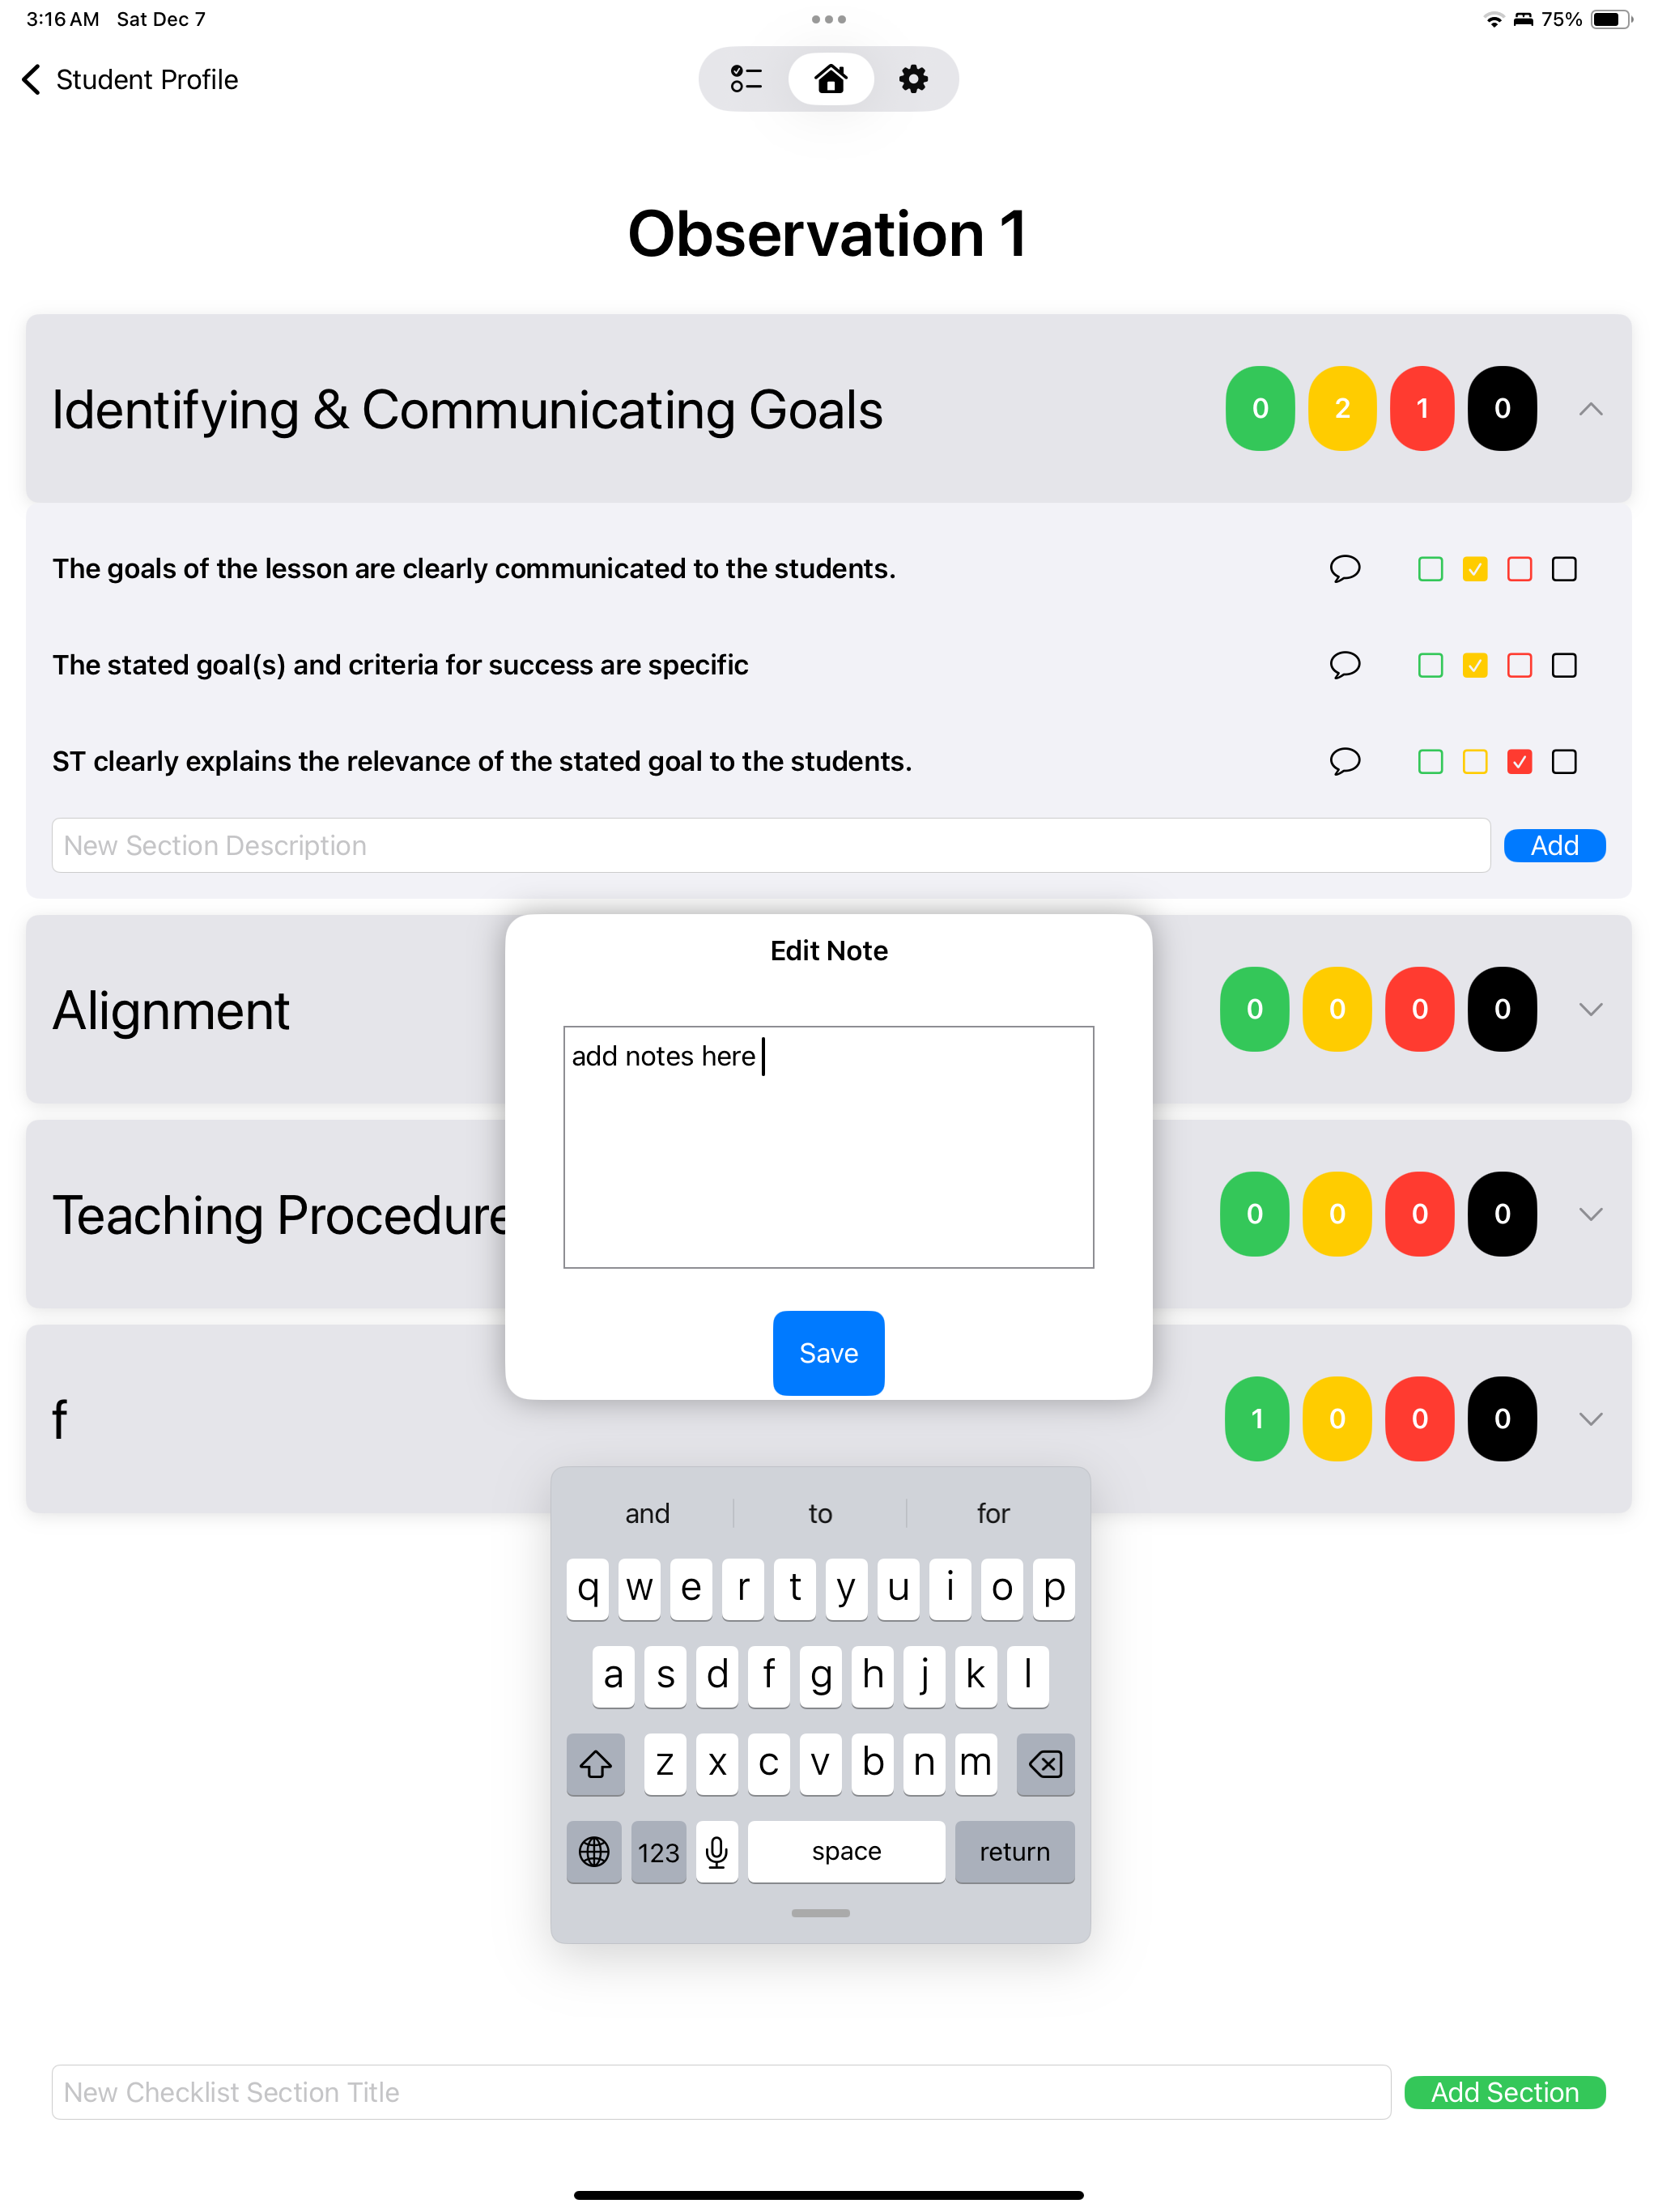 3:16 AM Sat Dec 7
75%
Student Profile
Observation 1
Identifying & Communicating Goals
0 2 1 0
The goals of the lesson are clearly communicated to the students.
The stated goal(s) and criteria for success are specific
ST clearly explains the relevance of the stated goal to the students.
New Section Description
Add
Edit Note
add notes here
Save
Alignment
0 0 0 0
Teaching Procedure
0 0 0 0
f
1 0 0 0
and to for
q w e r t y u i o p
a s d f g h j k l
z x c v b n m
123 space return
New Checklist Section Title
Add Section